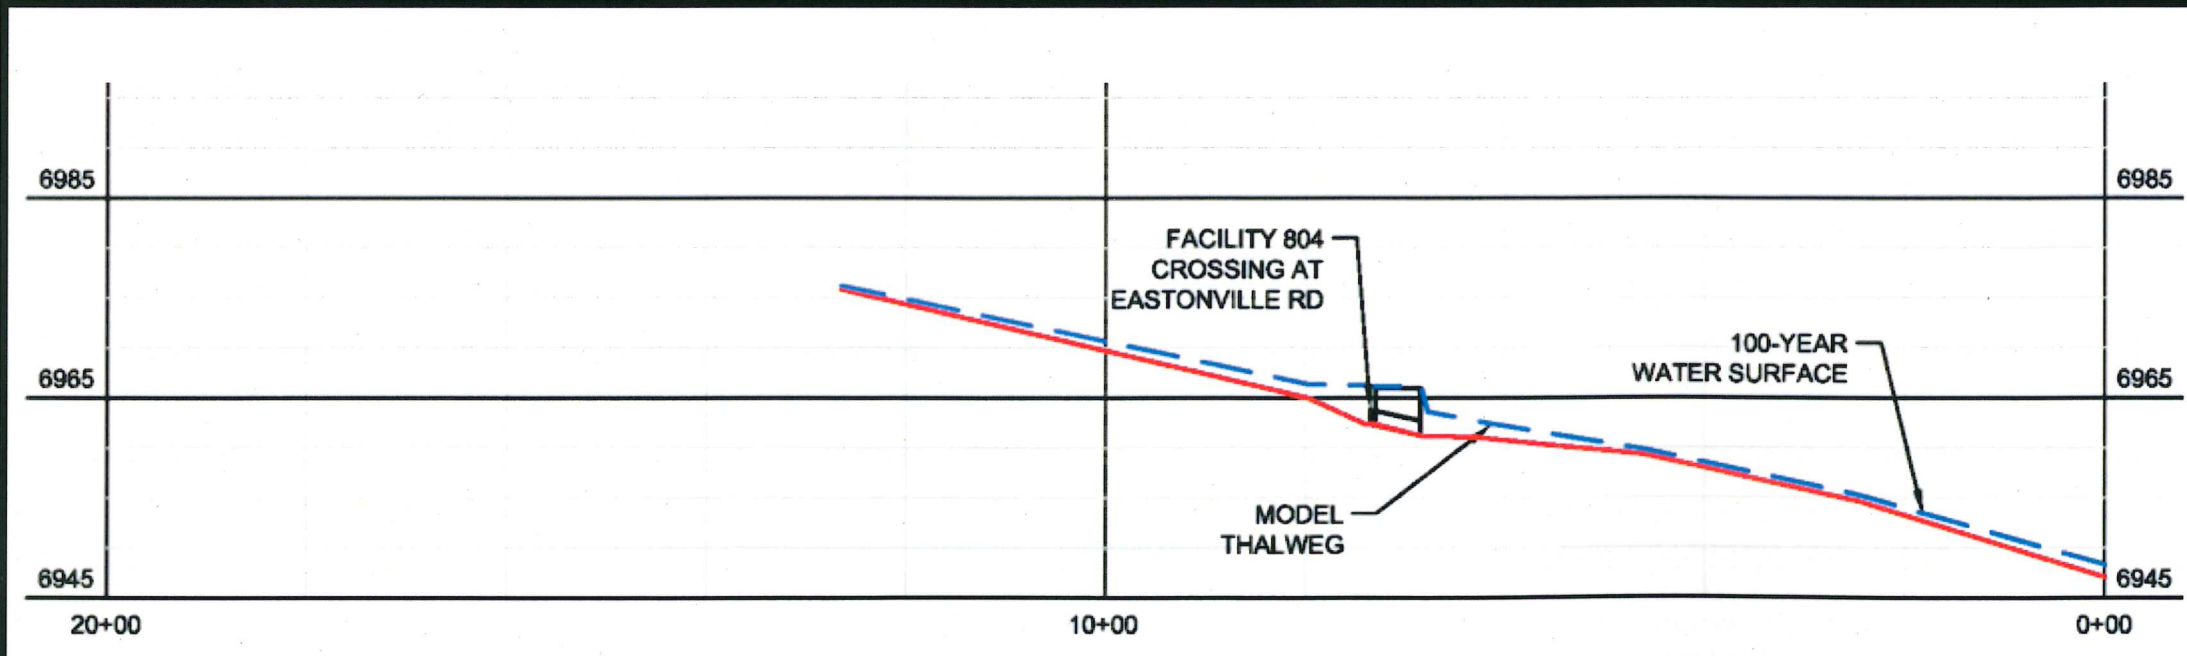 6985
6985
FACILITY 804
CROSSING AT
EASTONVILLE RD
100-YEAR
WATER SURFACE
6965
6965
MODEL
THALWEG
6945
6945
20+00
10+00
0+00